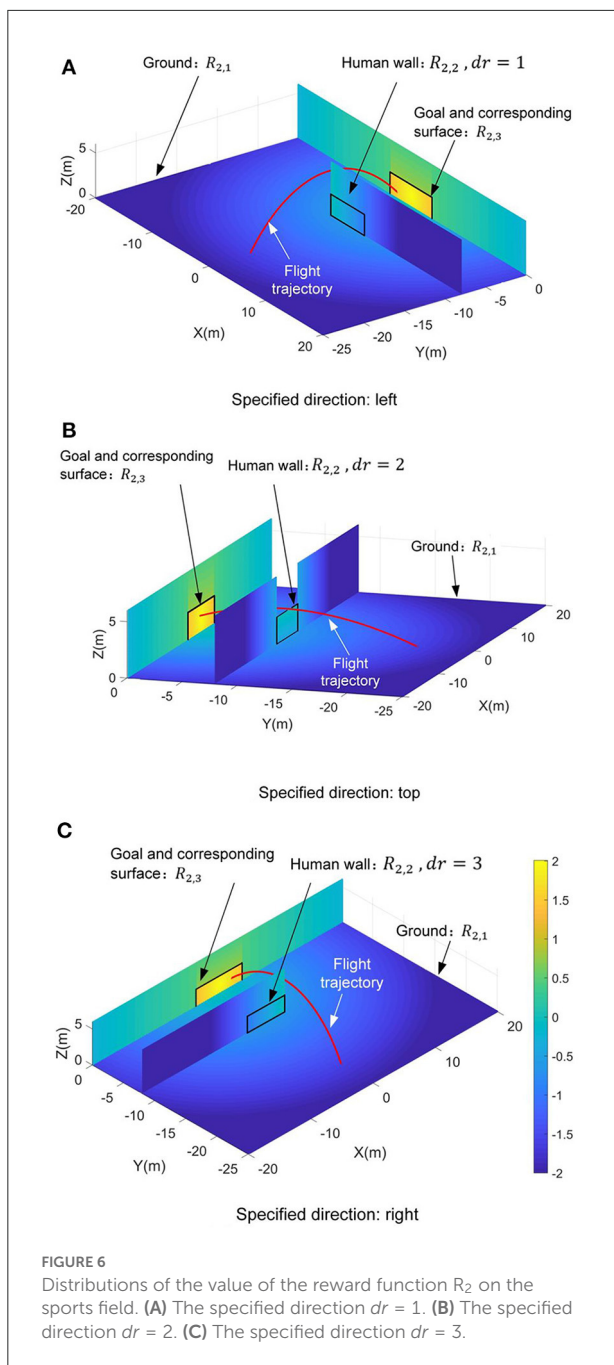 A
Ground: R₂,₁
Human wall: R₂,₂ , dr = 1
Goal and corresponding
surface: R₂,₃
Z(m)
5
0
-20
-10
0
10
20
X(m)
-25
-20
-15
-10
-5
0
Y(m)
Flight
trajectory
Specified direction: left
B
Goal and corresponding
surface: R₂,₃
Human wall: R₂,₂ , dr = 2
Ground: R₂,₁
Z(m)
5
0
0
-5
-10
-15
-20
-25
Y(m)
-20
-10
0
10
20
X(m)
Flight
trajectory
Specified direction: top
C
Goal and corresponding
surface: R₂,₃
Human wall: R₂,₂ , dr = 3
Ground: R₂,₁
Flight
trajectory
Z(m)
5
0
0
-5
-10
-15
-20
-25
Y(m)
-20
-10
0
10
20
X(m)
2
1.5
1
0.5
0
-0.5
-1
-1.5
-2
Specified direction: right
FIGURE 6
Distributions of the value of the reward function R₂ on the
sports field. (A) The specified direction dr = 1. (B) The specified
direction dr = 2. (C) The specified direction dr = 3.